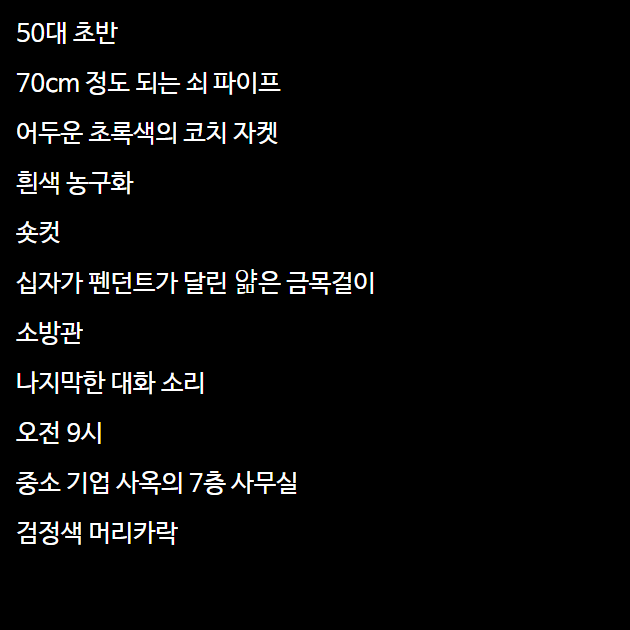 50대 초반
70cm 정도 되는 쇠 파이프
어두운 초록색의 코치 자켓
흰색 농구화
숏컷
십자가 펜던트가 달린 얆은 금목걸이
소방관
나지막한 대화 소리
오전 9시
중소 기업 사옥의 7층 사무실
검정색 머리카락